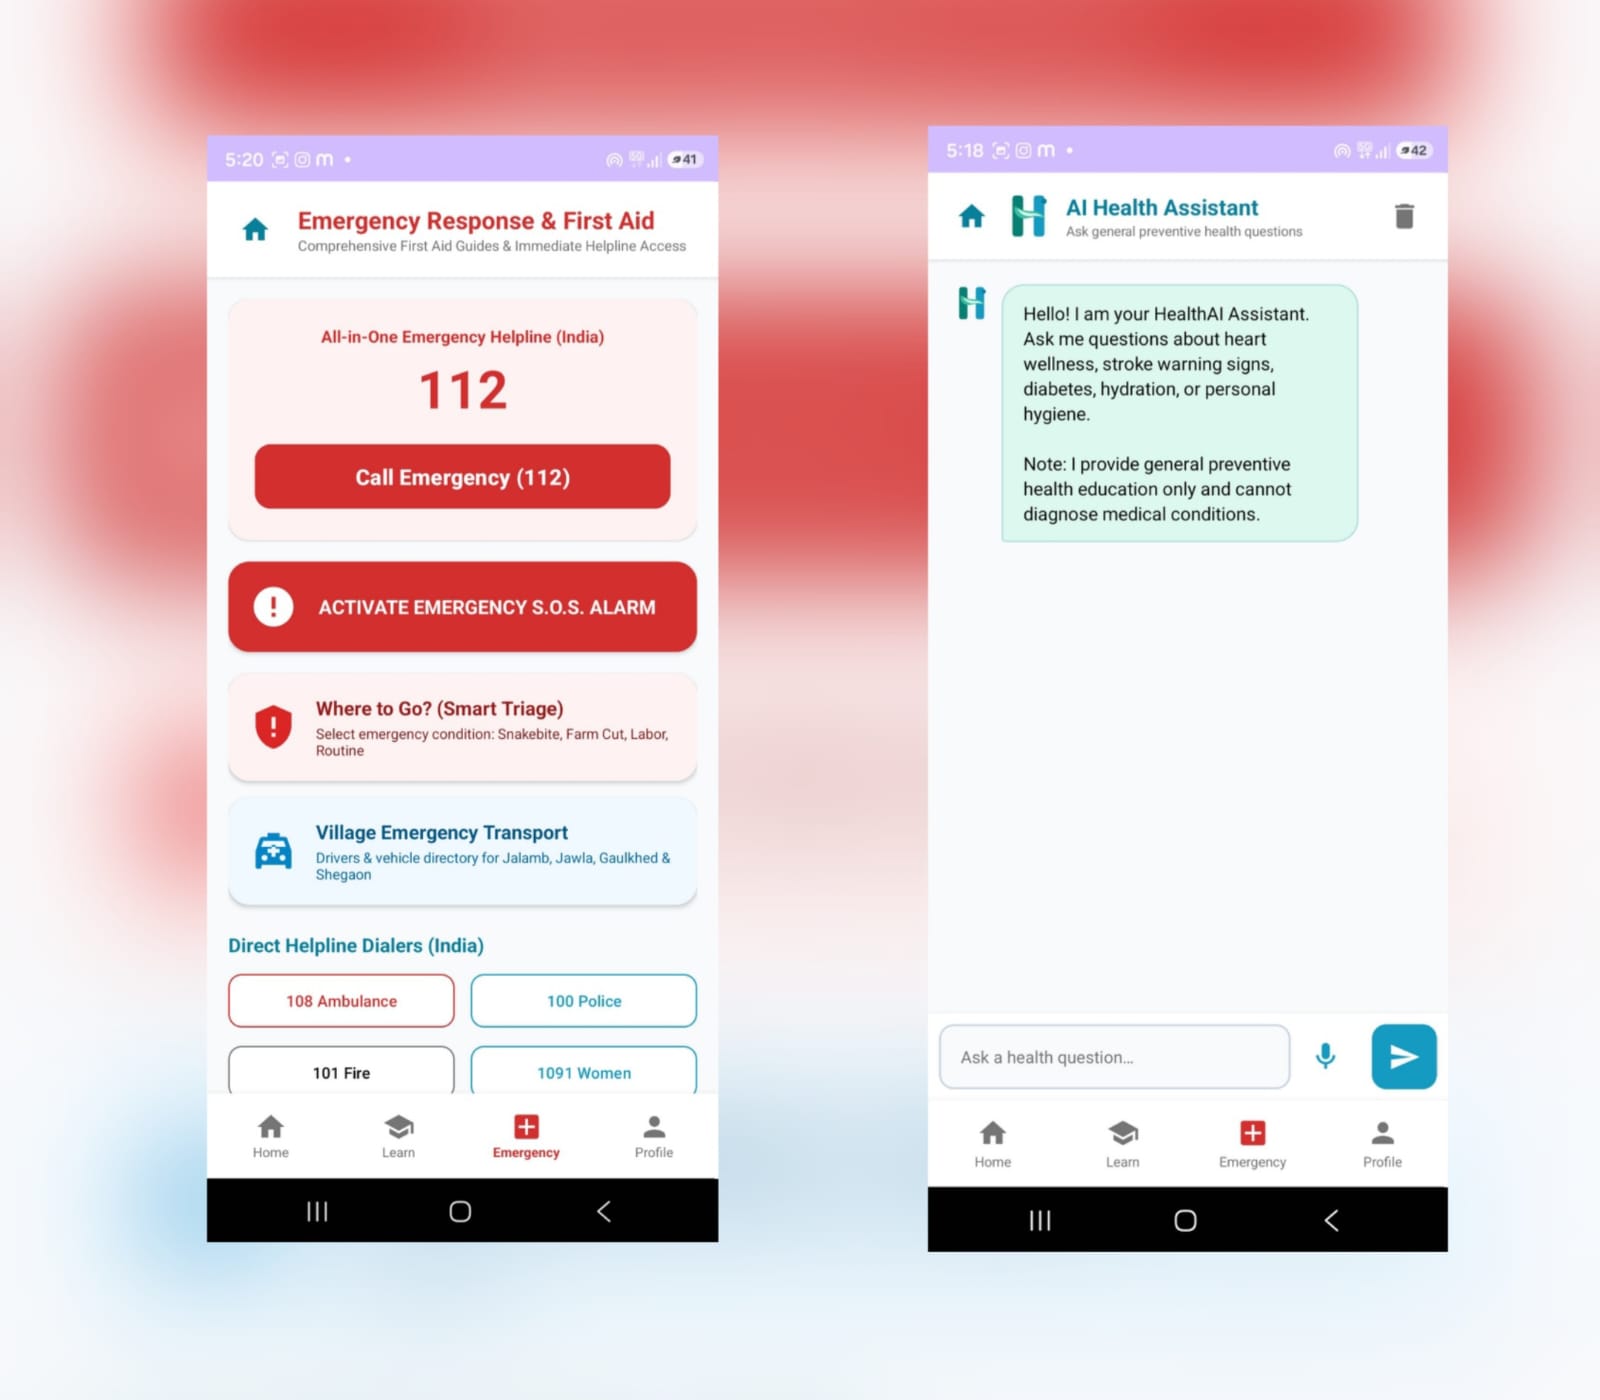 5:20
41
Emergency Response & First Aid
Comprehensive First Aid Guides & Immediate Helpline Access
All-in-One Emergency Helpline (India)
112
Call Emergency (112)
ACTIVATE EMERGENCY S.O.S. ALARM
Where to Go? (Smart Triage)
Select emergency condition: Snakebite, Farm Cut, Labor,
Routine
Village Emergency Transport
Drivers & vehicle directory for Jalamb, Jawla, Gaulkhed &
Shegaon
Direct Helpline Dialers (India)
108 Ambulance
100 Police
101 Fire
1091 Women
Home
Learn
Emergency
Profile
5:18
42
AI Health Assistant
Ask general preventive health questions
Hello! I am your HealthAI Assistant.
Ask me questions about heart
wellness, stroke warning signs,
diabetes, hydration, or personal
hygiene.
Note: I provide general preventive
health education only and cannot
diagnose medical conditions.
Ask a health question...
Home
Learn
Emergency
Profile